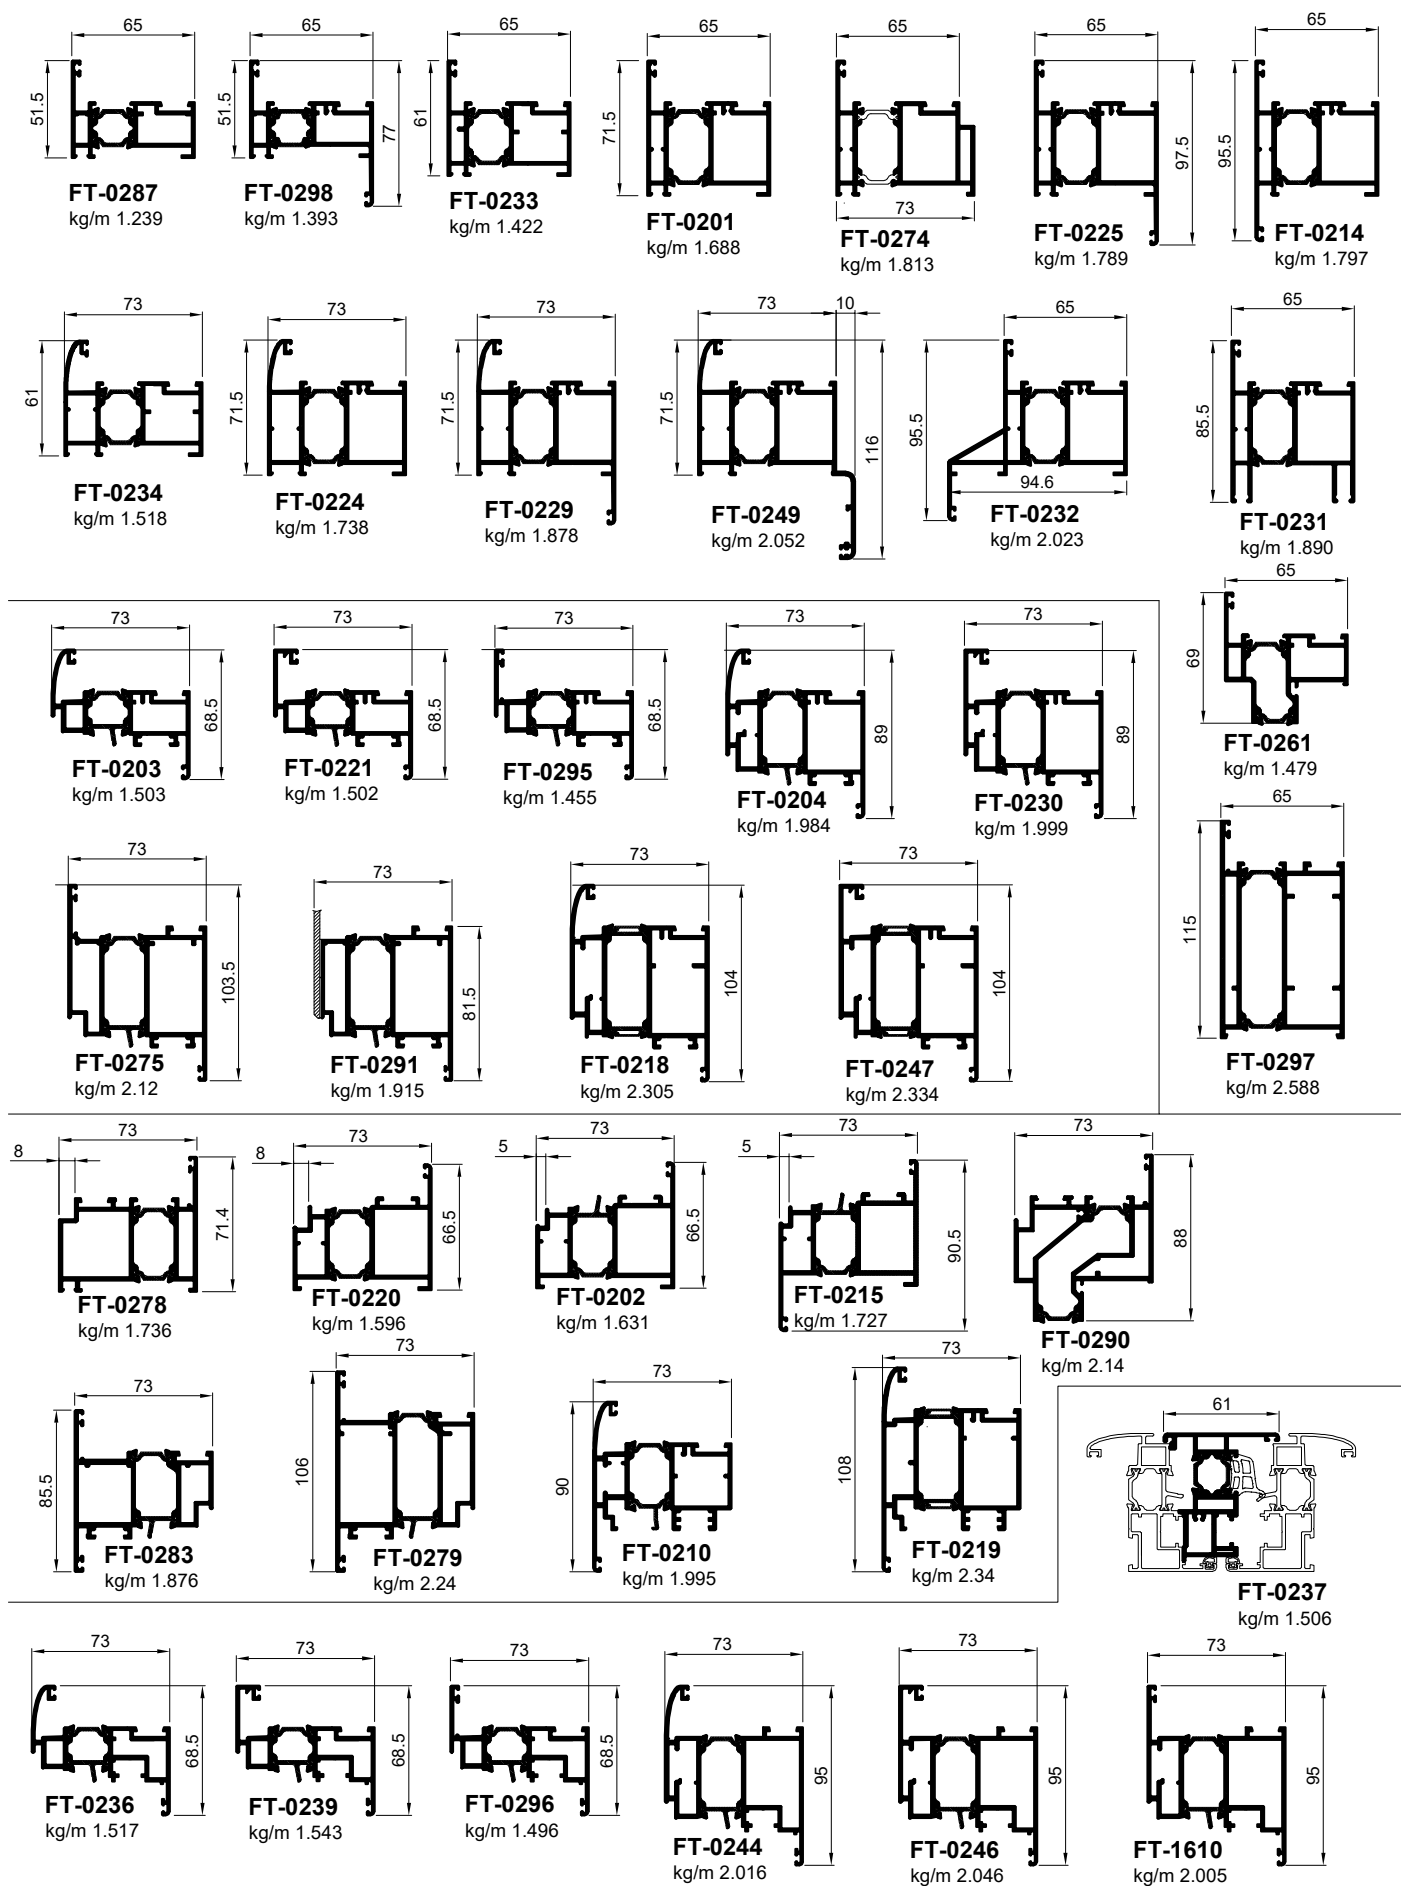 65
51.5
FT-0287
kg/m 1.239
65
51.5
77
FT-0298
kg/m 1.393
65
61
FT-0233
kg/m 1.422
65
71.5
FT-0201
kg/m 1.688
65
73
FT-0274
kg/m 1.813
65
97.5
FT-0225
kg/m 1.789
65
95.5
FT-0214
kg/m 1.797
73
61
FT-0234
kg/m 1.518
73
71.5
FT-0224
kg/m 1.738
73
71.5
FT-0229
kg/m 1.878
73
10
71.5
116
FT-0249
kg/m 2.052
65
95.5
94.6
FT-0232
kg/m 2.023
65
85.5
FT-0231
kg/m 1.890
73
68.5
FT-0203
kg/m 1.503
73
68.5
FT-0221
kg/m 1.502
73
68.5
FT-0295
kg/m 1.455
73
89
FT-0204
kg/m 1.984
73
89
FT-0230
kg/m 1.999
65
69
FT-0261
kg/m 1.479
73
103.5
FT-0275
kg/m 2.12
73
81.5
FT-0291
kg/m 1.915
73
104
FT-0218
kg/m 2.305
73
104
FT-0247
kg/m 2.334
65
115
FT-0297
kg/m 2.588
73
8
71.4
FT-0278
kg/m 1.736
73
8
66.5
FT-0220
kg/m 1.596
73
5
66.5
FT-0202
kg/m 1.631
73
5
90.5
FT-0215
kg/m 1.727
73
88
FT-0290
kg/m 2.14
73
85.5
FT-0283
kg/m 1.876
73
106
FT-0279
kg/m 2.24
73
90
FT-0210
kg/m 1.995
73
108
FT-0219
kg/m 2.34
61
FT-0237
kg/m 1.506
73
68.5
FT-0236
kg/m 1.517
73
68.5
FT-0239
kg/m 1.543
73
68.5
FT-0296
kg/m 1.496
73
95
FT-0244
kg/m 2.016
73
95
FT-0246
kg/m 2.046
73
95
FT-1610
kg/m 2.005